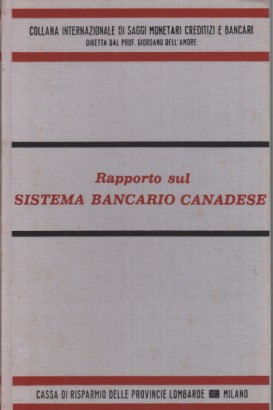 COLLANA INTERNAZIONALE DI SAGGI MONETARI CREDITIZI E BANCARI
DIRETTA DAL PROF. GIORDANO DELL'AMORE
Rapporto sul
SISTEMA BANCARIO CANADESE
CASSA DI RISPARMIO DELLE PROVINCIE LOMBARDE MILANO